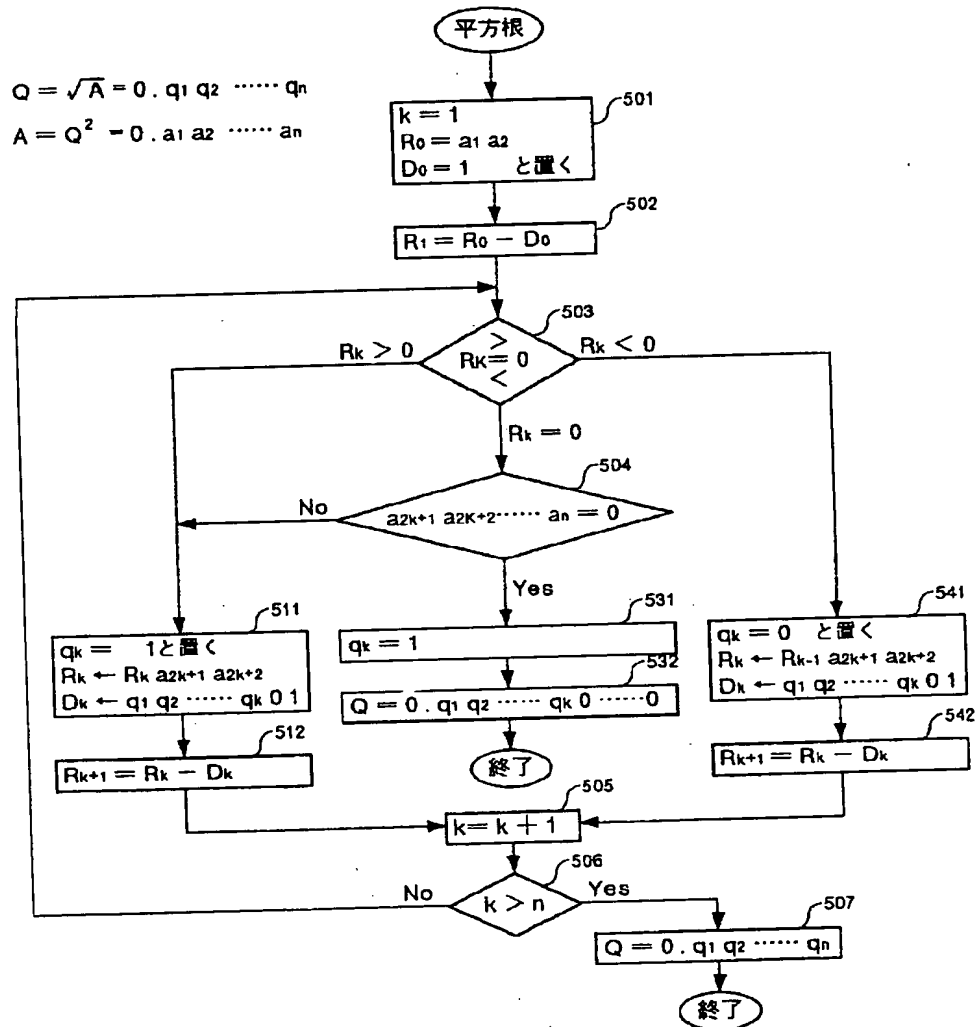 平方根
Q = √A = 0 . q1 q2 ······ qn
A = Q² = 0 . a1 a2 ······ an
501
k = 1
R0 = a1 a2
D0 = 1 と置く
502
R1 = R0 − D0
503
Rk > 0
>
RK = 0
<
Rk < 0
Rk = 0
504
No
a2k+1 a2K+2 ······ an = 0
Yes
511
qk = 1と置く
Rk ← Rk a2k+1 a2k+2
Dk ← q1 q2 ······ qk 0 1
512
Rk+1 = Rk − Dk
531
qk = 1
532
Q = 0 . q1 q2 ······ qk 0 ······ 0
終了
541
qk = 0 と置く
Rk ← Rk-1 a2k+1 a2k+2
Dk ← q1 q2 ······ qk 0 1
542
Rk+1 = Rk − Dk
505
k = k + 1
506
No
k > n
Yes
507
Q = 0 . q1 q2 ······ qn
終了